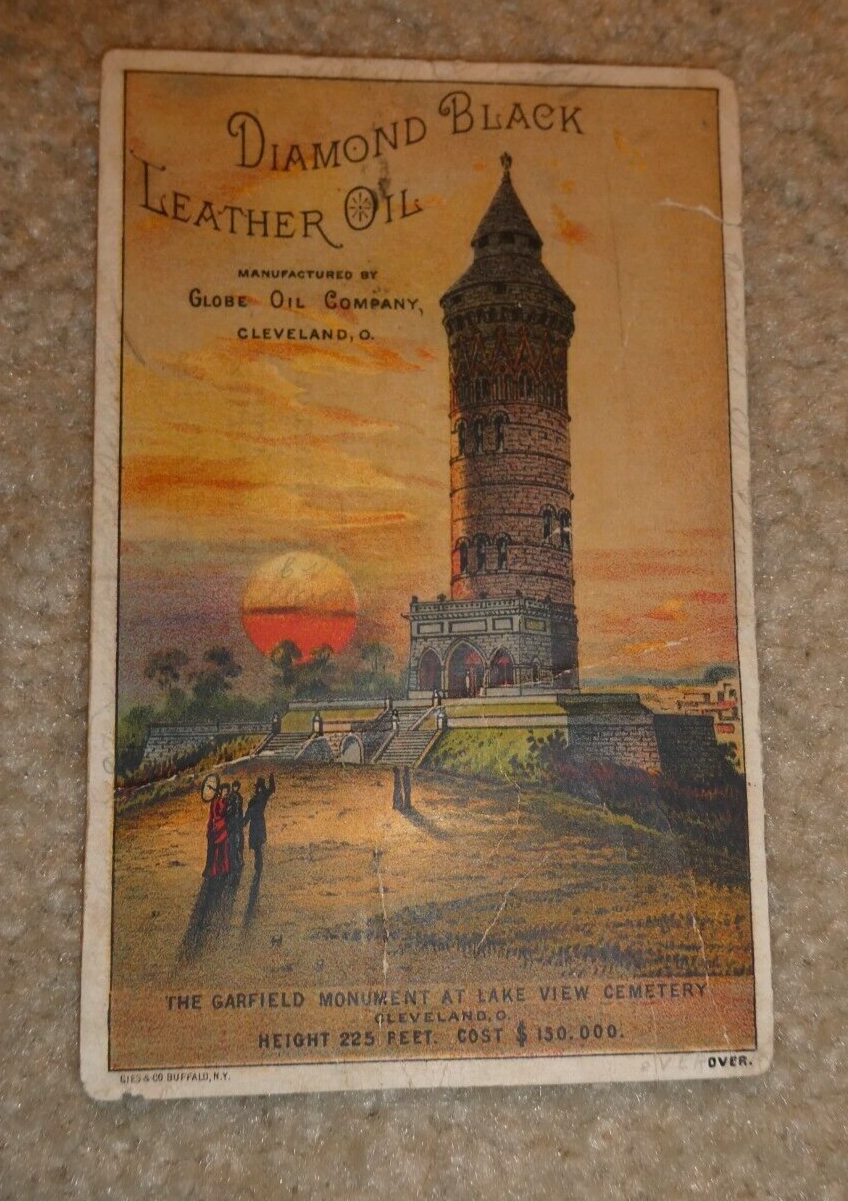 DIAMOND BLACK
LEATHER OIL
MANUFACTURED BY
GLOBE OIL COMPANY,
CLEVELAND, O.
THE GARFIELD MONUMENT AT LAKE VIEW CEMETERY
CLEVELAND, O.
HEIGHT 225 FEET. COST $150.000.
GIES & CO. BUFFALO, N.Y.
OVER.